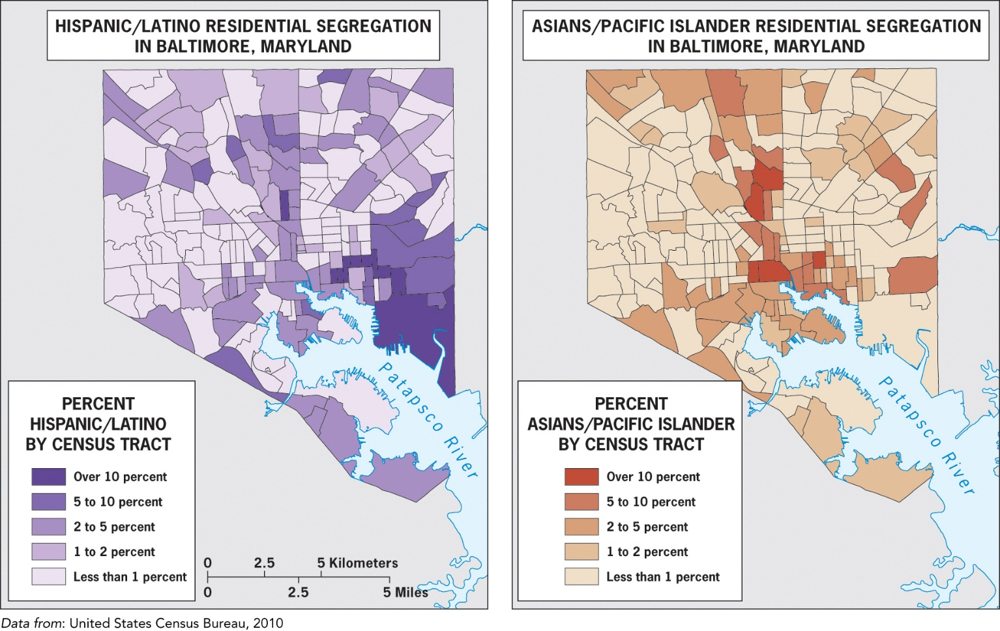 HISPANIC/LATINO RESIDENTIAL SEGREGATION
IN BALTIMORE, MARYLAND
Patapsco River
PERCENT
HISPANIC/LATINO
BY CENSUS TRACT
Over 10 percent
5 to 10 percent
2 to 5 percent
1 to 2 percent
Less than 1 percent
0 2.5 5 Kilometers
0 2.5 5 Miles
ASIANS/PACIFIC ISLANDER RESIDENTIAL SEGREGATION
IN BALTIMORE, MARYLAND
Patapsco River
PERCENT
ASIANS/PACIFIC ISLANDER
BY CENSUS TRACT
Over 10 percent
5 to 10 percent
2 to 5 percent
1 to 2 percent
Less than 1 percent
Data from: United States Census Bureau, 2010